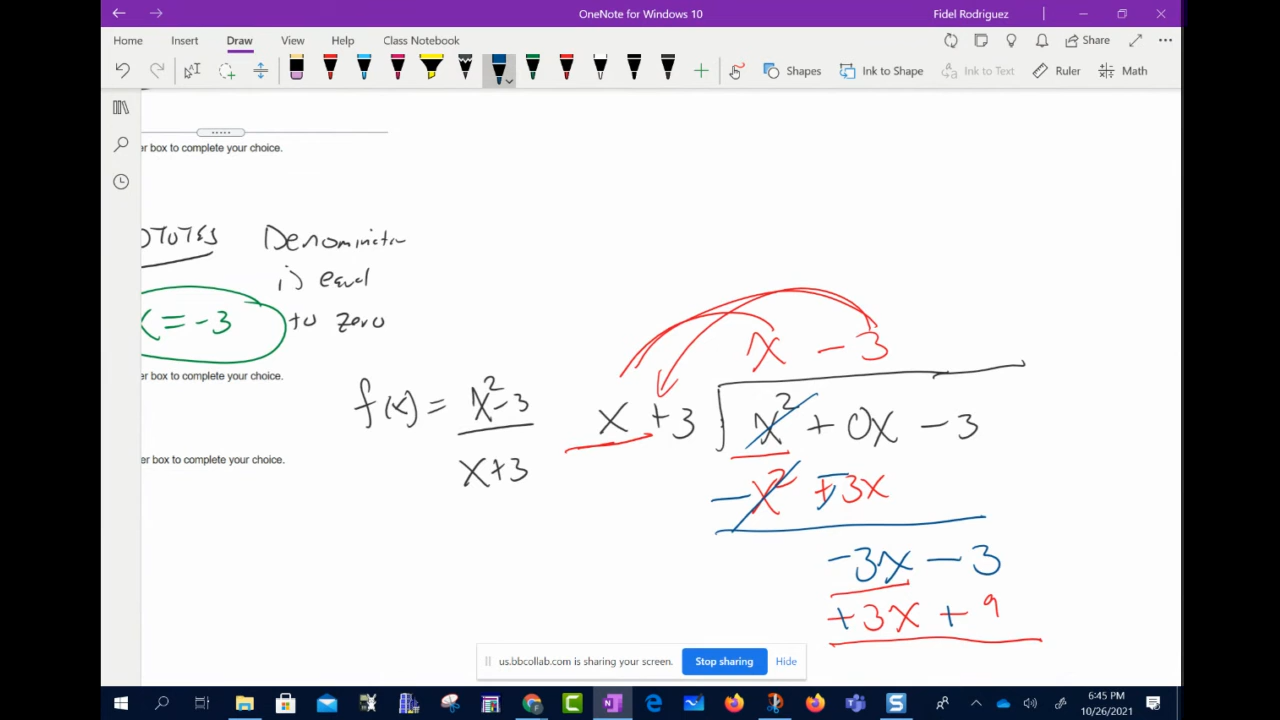 OneNote for Windows 10
Fidel Rodriguez
Home Insert Draw View Help Class Notebook
Share
Shapes Ink to Shape Ink to Text Ruler Math
er box to complete your choice.
OTOTES Denominator
is equal
x = -3 to zero
er box to complete your choice.
x - 3
f(x) = x² - 3 / x + 3
x + 3 x² + 0x - 3
- x² - 3x
er box to complete your choice.
-3x - 3
+3x + 9
us.bbcollab.com is sharing your screen. Stop sharing Hide
6:45 PM
10/26/2021